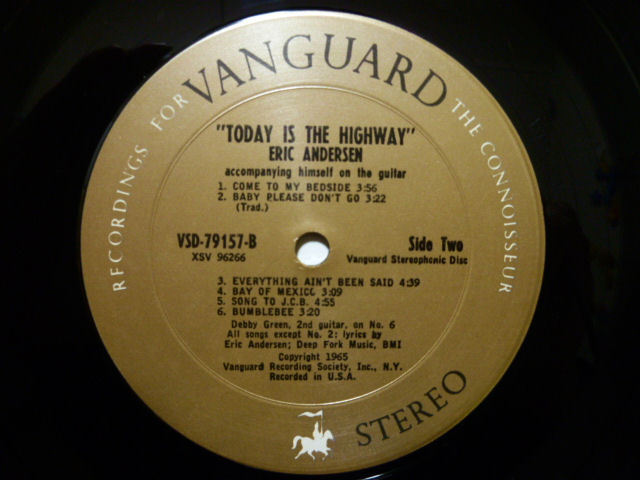 RECORDINGS FOR VANGUARD THE CONNOISSEUR
"TODAY IS THE HIGHWAY"
ERIC ANDERSEN
accompanying himself on the guitar
1. COME TO MY BEDSIDE 3:56
2. BABY PLEASE DON'T GO 3:22
(Trad.)
VSD-79157-B Side Two
XSV 96266 Vanguard Stereophonic Disc
3. EVERYTHING AIN'T BEEN SAID 4:39
4. BAY OF MEXICO 3:09
5. SONG TO J.C.B. 4:55
6. BUMBLEBEE 3:20
Debby Green, 2nd guitar, on No. 6
All songs except No. 2: lyrics by
Eric Andersen; Deep Fork Music, BMI
Copyright 1965
Vanguard Recording Society, Inc., N.Y.
Recorded in U.S.A.
STEREO